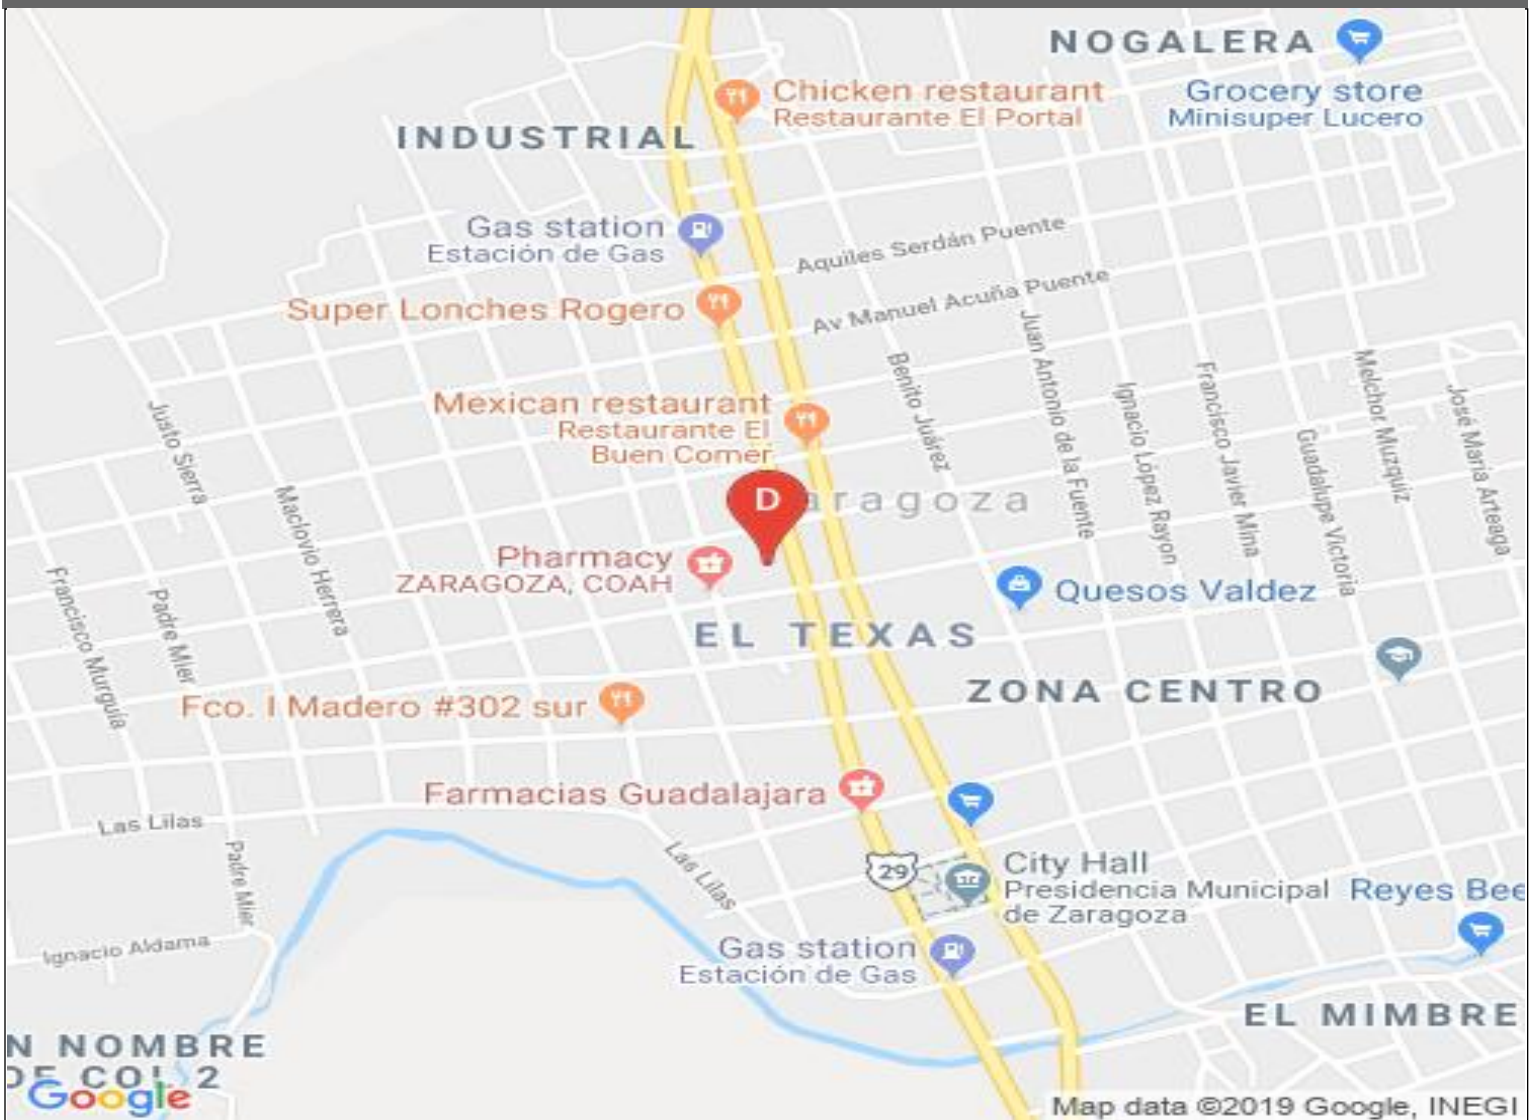 NOGALERA
Chicken restaurant
Restaurante El Portal
Grocery store
Minisuper Lucero
INDUSTRIAL
Gas station
Estación de Gas
Aquiles Serdán Puente
Super Lonches Rogero
Av Manuel Acuña Puente
Mexican restaurant
Restaurante El
Buen Comer
Benito Juárez
Juan Antonio de la Fuente
Ignacio López Rayon
Francisco Javier Mina
Guadalupe Victoria
Melchor Muzquiz
José María Arteaga
Justo Sierra
Maclovio Herrera
D
aragoza
Pharmacy
ZARAGOZA, COAH
Quesos Valdez
Francisco Murguía
Padre Mier
EL TEXAS
ZONA CENTRO
Fco. I Madero #302 sur
Farmacias Guadalajara
Las Lilas
Las Lilas
Padre Mier
29
City Hall
Presidencia Municipal
de Zaragoza
Reyes Bee
Ignacio Aldama
Gas station
Estación de Gas
EL MIMBRE
N NOMBRE
DE COL 2
Google
Map data ©2019 Google, INEGI